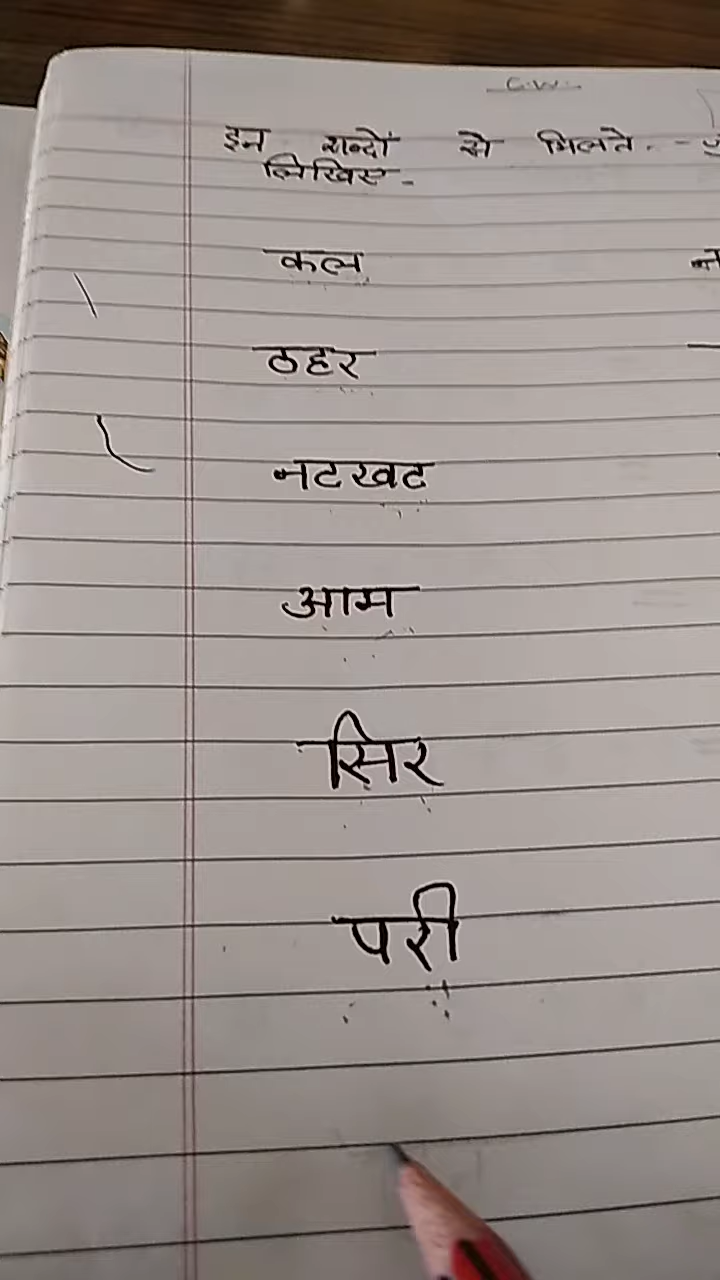 C.W.
इन शब्दों से मिलते. -
लिखिए -
कल
ठहर
नटखट
आम
सिर
परी